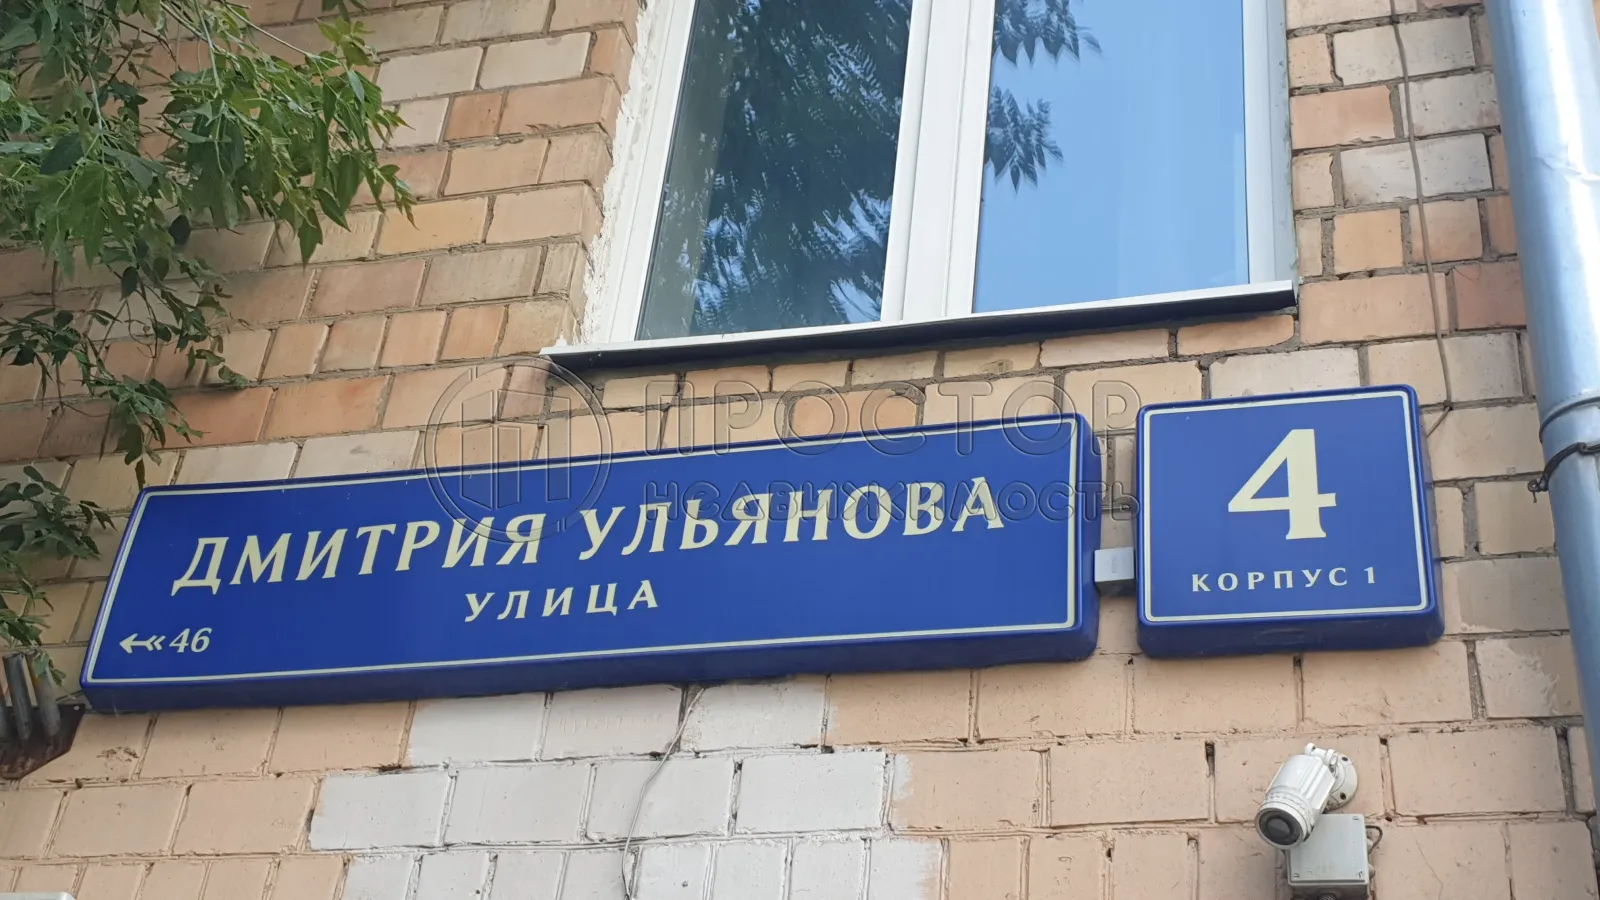 ПРОСТОР
НЕДВИЖИМОСТЬ
ДМИТРИЯ УЛЬЯНОВА
УЛИЦА
46
4
КОРПУС 1